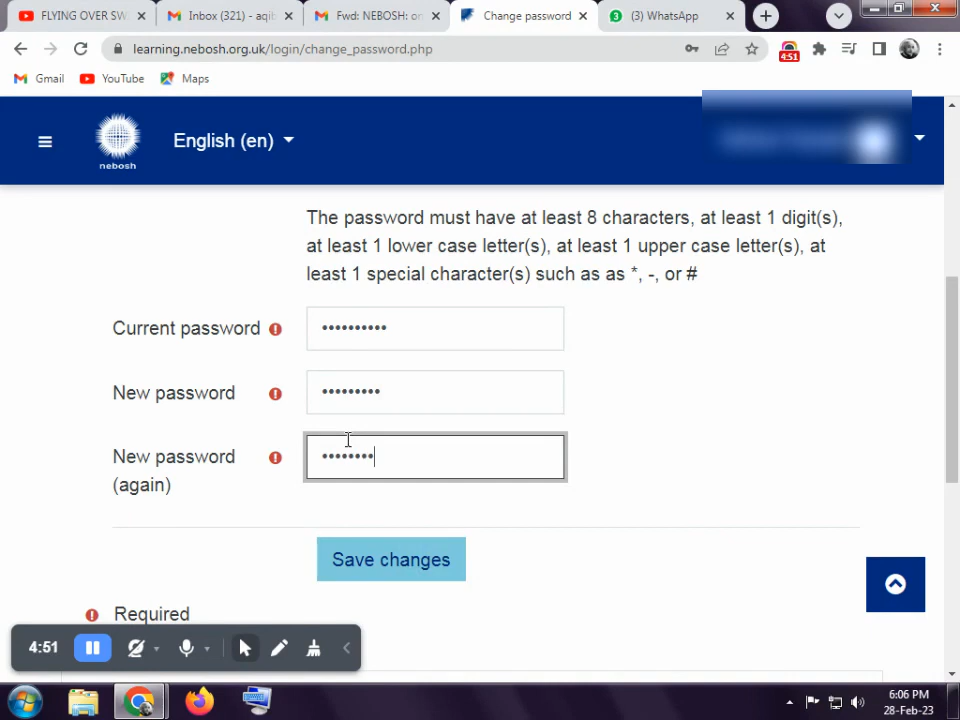 FLYING OVER SW
Inbox (321) - aqib
Fwd: NEBOSH: or
Change password
(3) WhatsApp
learning.nebosh.org.uk/login/change_password.php
4:51
Gmail
YouTube
Maps
nebosh
English (en)
The password must have at least 8 characters, at least 1 digit(s),
at least 1 lower case letter(s), at least 1 upper case letter(s), at
least 1 special character(s) such as as *, -, or #
Current password
••••••••••
New password
•••••••••
New password
(again)
••••••••
Save changes
Required
4:51
6:06 PM
28-Feb-23